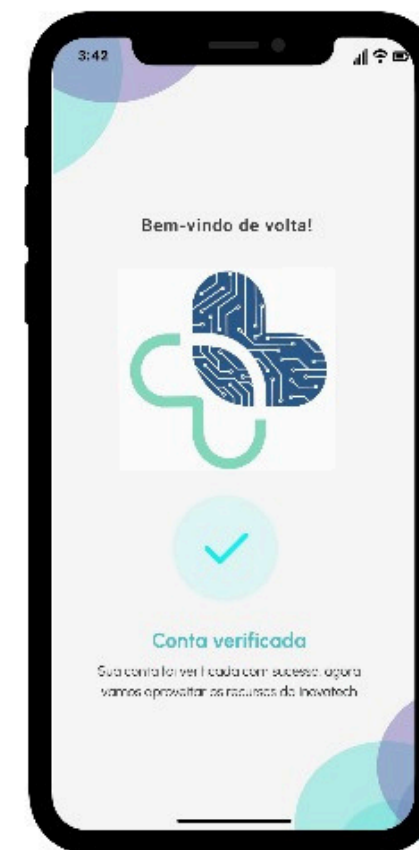 3:42
Bem-vindo de volta!
Conta verificada
Sua conta foi verificada com sucesso, agora
vamos aproveitar os recursos do Inovatech